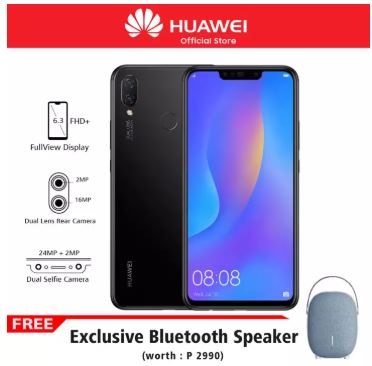 HUAWEI
Official Store
6.3
FHD+
FullView Display
2MP
16MP
Dual Lens Rear Camera
24MP + 2MP
Dual Selfie Camera
HUAWEI
08:08
FREE
Exclusive Bluetooth Speaker
(worth : P 2990)